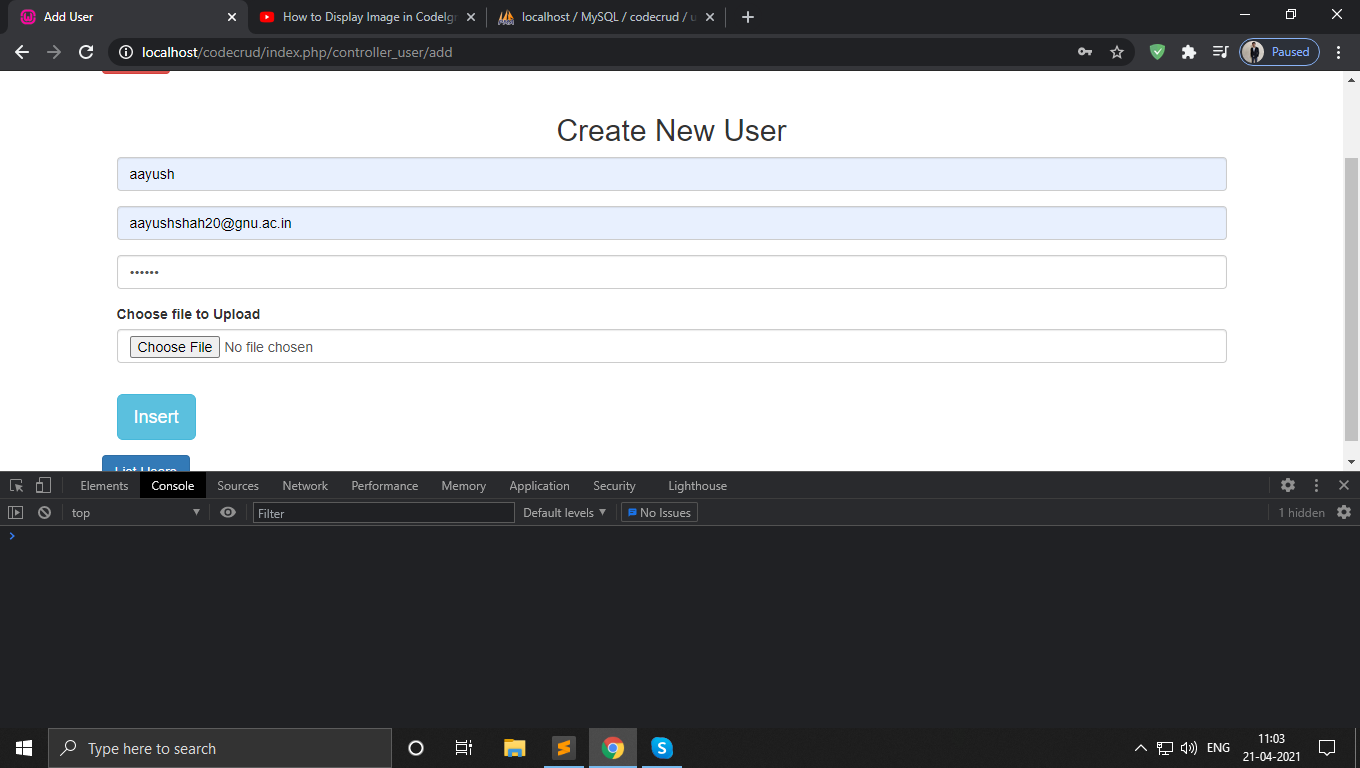 Add User
How to Display Image in CodeIgr
localhost / MySQL / codecrud / u
localhost/codecrud/index.php/controller_user/add
Paused
Create New User
aayush
aayushshah20@gnu.ac.in
••••••
Choose file to Upload
Choose File No file chosen
Insert
List Users
Elements Console Sources Network Performance Memory Application Security Lighthouse
top Filter Default levels No Issues 1 hidden
Type here to search
S
ENG
11:03
21-04-2021